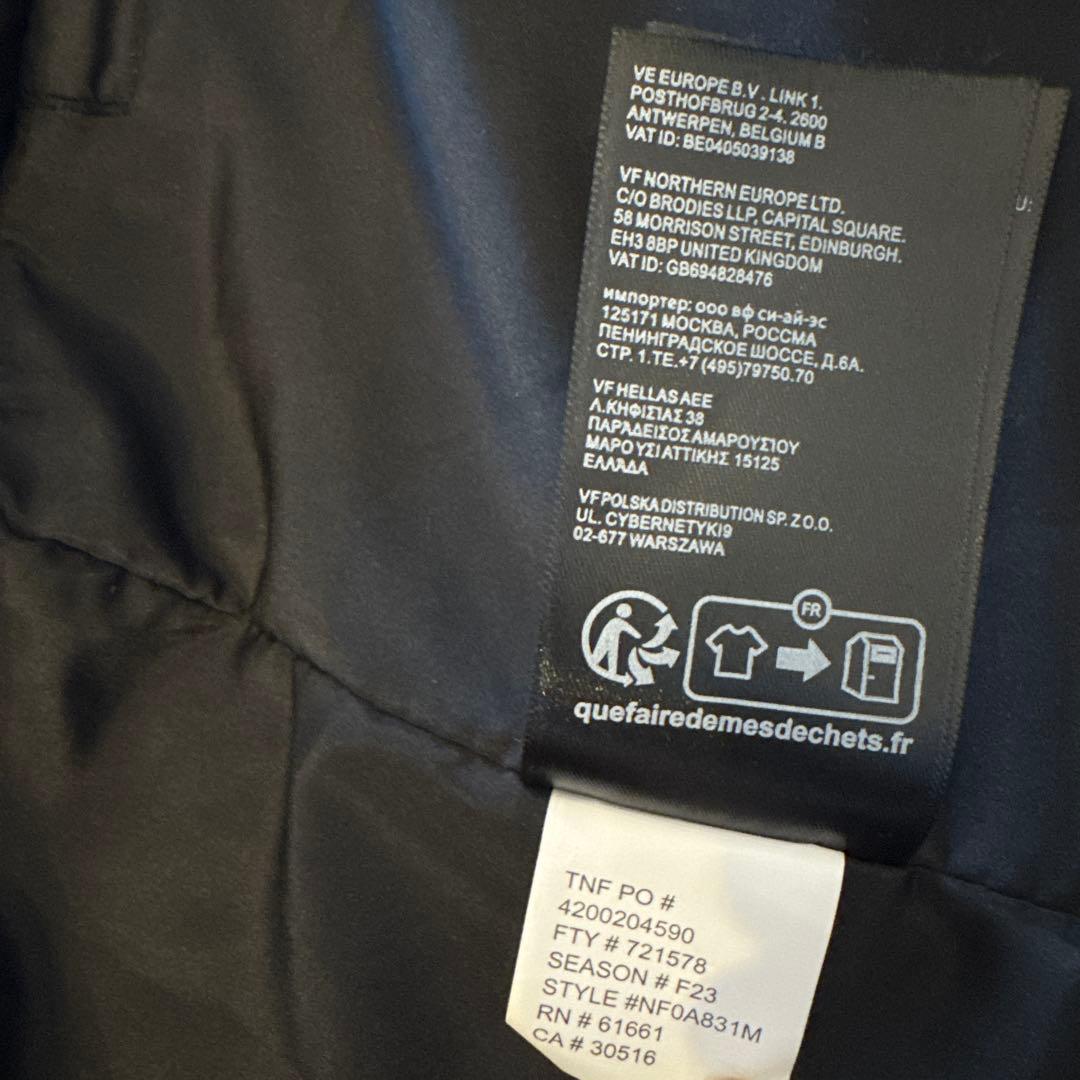 VE EUROPE B.V . LINK 1.
POSTHOFBRUG 2-4. 2600
ANTWERPEN, BELGIUM B
VAT ID: BE0405039138
VF NORTHERN EUROPE LTD.
C/O BRODIES LLP, CAPITAL SQUARE.
58 MORRISON STREET, EDINBURGH.
EH3 8BP UNITED KINGDOM
VAT ID: GB694828476
импортер: ооо вф си-ай-эс
125171 МОСКВА, РОССМА
ПЕНИНГРАДСКОЕ ШОССЕ, Д.6А.
СТР. 1.ТЕ.+7 (495)79750.70
VF HELLAS AEE
Λ.ΚΗΦΙΣΙΑΣ 38
ΠΑΡΑΔΕΙΣΟΣ ΑΜΑΡΟΥΣΙΟΥ
ΜΑΡΟΥΣΙ ΑΤΤΙΚΗΣ 15125
ΕΛΛΑΔΑ
VF POLSKA DISTRIBUTION SP. Z O.O.
UL. CYBERNETYKI9
02-677 WARSZAWA
FR
quefairedemesdechets.fr
U:
TNF PO #
4200204590
FTY # 721578
SEASON # F23
STYLE #NF0A831M
RN # 61661
CA # 30516